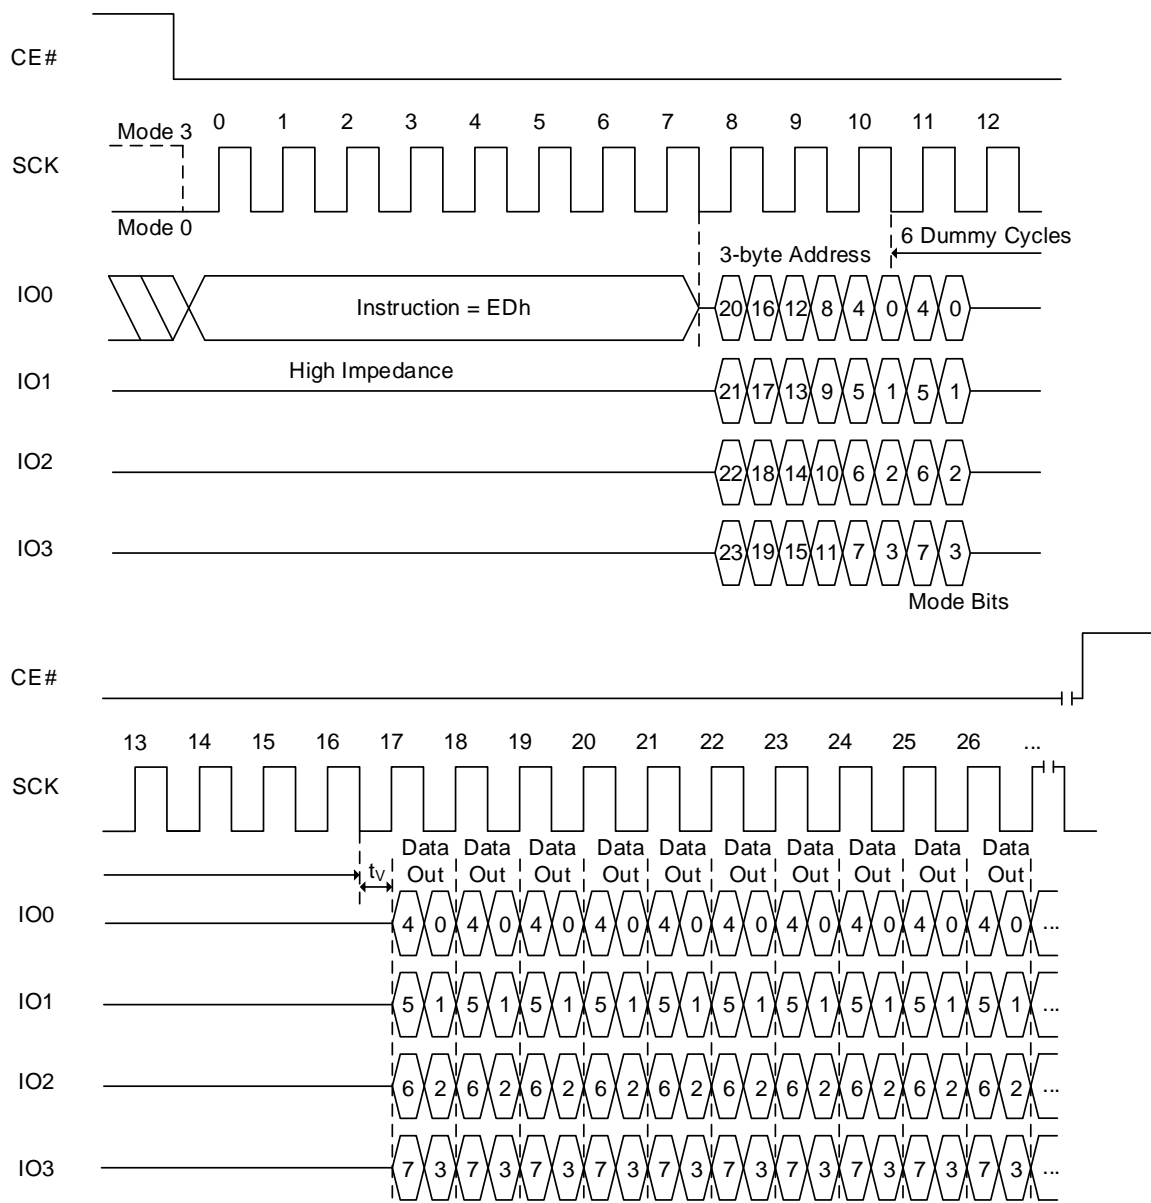 CE#
Mode 3 0 1 2 3 4 5 6 7 8 9 10 11 12
SCK
Mode 0
6 Dummy Cycles
3-byte Address
IO0 Instruction = EDh 20 16 12 8 4 0 4 0
High Impedance
IO1 21 17 13 9 5 1 5 1
IO2 22 18 14 10 6 2 6 2
IO3 23 19 15 11 7 3 7 3
Mode Bits
CE#
13 14 15 16 17 18 19 20 21 22 23 24 25 26 ...
SCK
tV
Data Data Data Data Data Data Data Data Data Data
Out Out Out Out Out Out Out Out Out Out
IO0 4 0 4 0 4 0 4 0 4 0 4 0 4 0 4 0 4 0 4 0 ...
IO1 5 1 5 1 5 1 5 1 5 1 5 1 5 1 5 1 5 1 5 1 ...
IO2 6 2 6 2 6 2 6 2 6 2 6 2 6 2 6 2 6 2 6 2 ...
IO3 7 3 7 3 7 3 7 3 7 3 7 3 7 3 7 3 7 3 7 3 ...